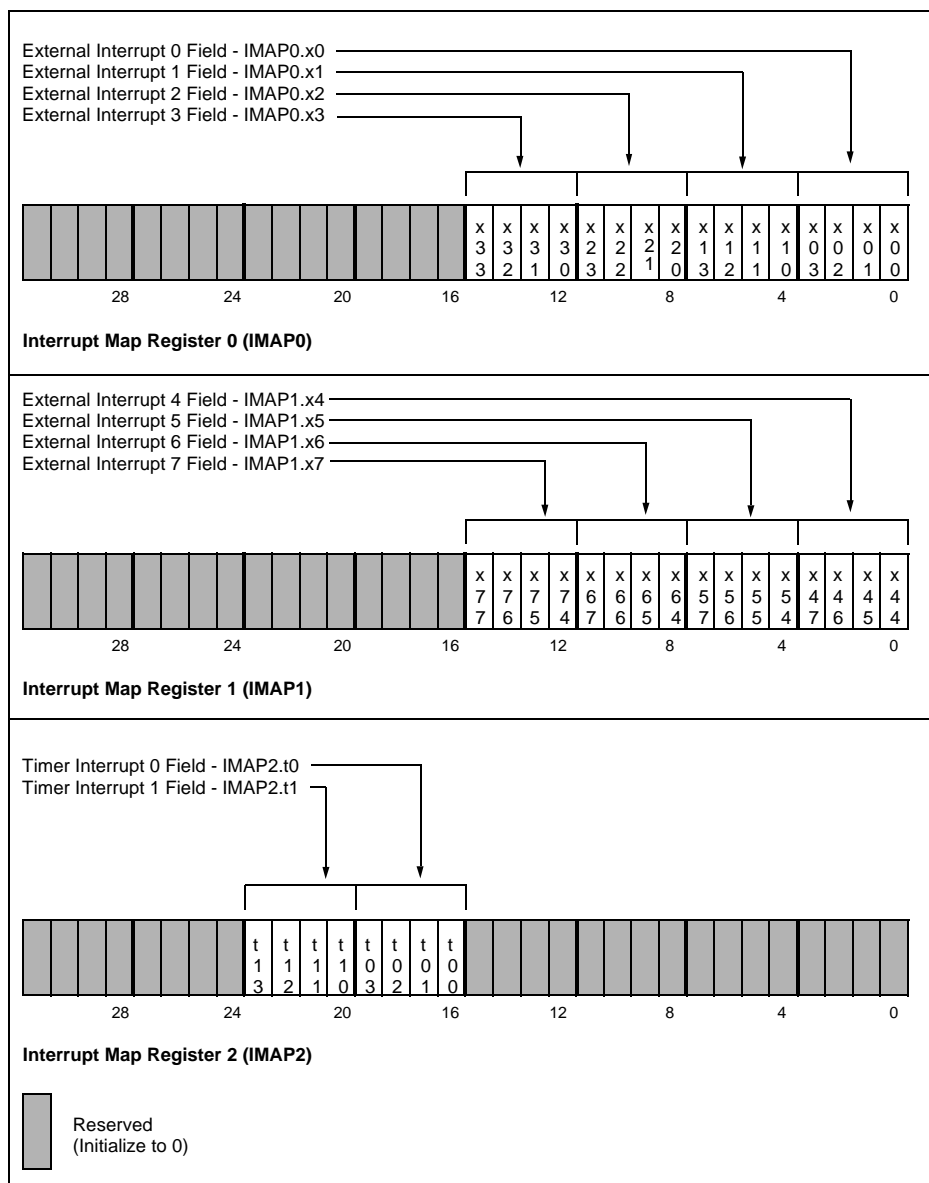 External Interrupt 0 Field - IMAP0.x0
External Interrupt 1 Field - IMAP0.x1
External Interrupt 2 Field - IMAP0.x2
External Interrupt 3 Field - IMAP0.x3
x33 x32 x31 x30 x23 x22 x21 x20 x13 x12 x11 x10 x03 x02 x01 x00
28 24 20 16 12 8 4 0
Interrupt Map Register 0 (IMAP0)
External Interrupt 4 Field - IMAP1.x4
External Interrupt 5 Field - IMAP1.x5
External Interrupt 6 Field - IMAP1.x6
External Interrupt 7 Field - IMAP1.x7
x77 x76 x75 x74 x67 x66 x65 x64 x57 x56 x55 x54 x47 x46 x45 x44
28 24 20 16 12 8 4 0
Interrupt Map Register 1 (IMAP1)
Timer Interrupt 0 Field - IMAP2.t0
Timer Interrupt 1 Field - IMAP2.t1
t13 t12 t11 t10 t03 t02 t01 t00
28 24 20 16 12 8 4 0
Interrupt Map Register 2 (IMAP2)
Reserved
(Initialize to 0)